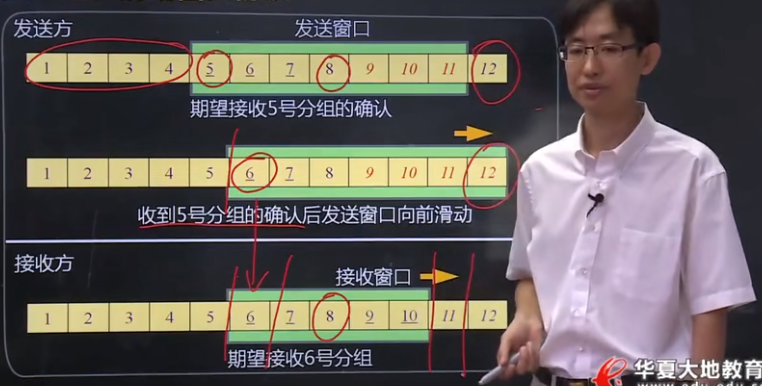 发送方 发送窗口
1 2 3 4 5 6 7 8 9 10 11 12
期望接收5号分组的确认
1 2 3 4 5 6 7 8 9 10 11 12
收到5号分组的确认后发送窗口向前滑动
接收方 接收窗口
1 2 3 4 5 6 7 8 9 10 11 12
期望接收6号分组
华夏大地教育